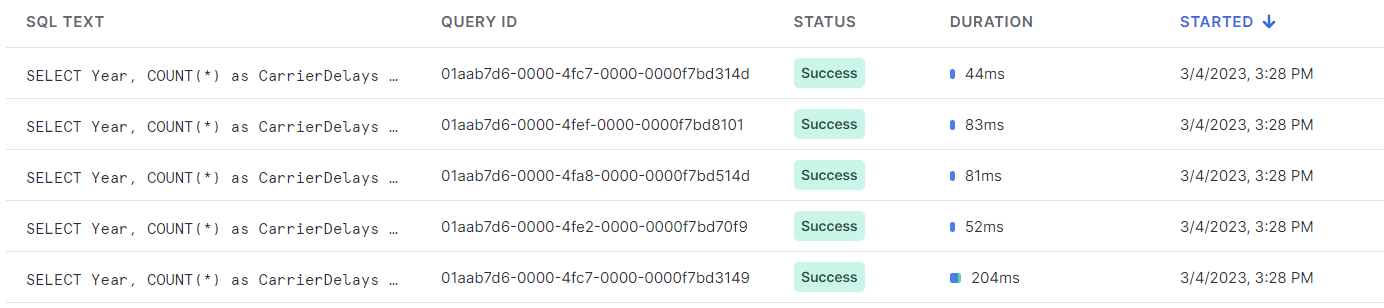 SQL TEXT QUERY ID STATUS DURATION STARTED
SELECT Year, COUNT(*) as CarrierDelays … 01aab7d6-0000-4fc7-0000-0000f7bd314d Success 44ms 3/4/2023, 3:28 PM
SELECT Year, COUNT(*) as CarrierDelays … 01aab7d6-0000-4fef-0000-0000f7bd8101 Success 83ms 3/4/2023, 3:28 PM
SELECT Year, COUNT(*) as CarrierDelays … 01aab7d6-0000-4fa8-0000-0000f7bd514d Success 81ms 3/4/2023, 3:28 PM
SELECT Year, COUNT(*) as CarrierDelays … 01aab7d6-0000-4fe2-0000-0000f7bd70f9 Success 52ms 3/4/2023, 3:28 PM
SELECT Year, COUNT(*) as CarrierDelays … 01aab7d6-0000-4fc7-0000-0000f7bd3149 Success 204ms 3/4/2023, 3:28 PM